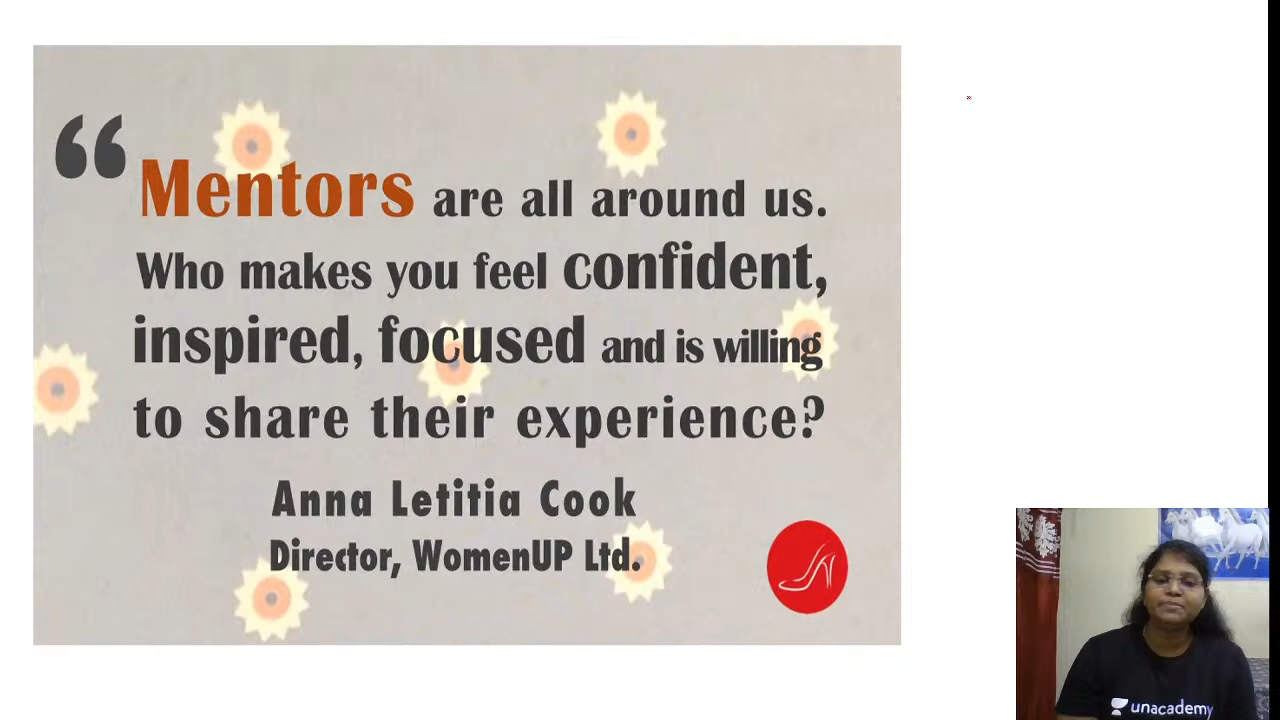 “
Mentors are all around us.
Who makes you feel confident,
inspired, focused and is willing
to share their experience?
Anna Letitia Cook
Director, WomenUP Ltd.
unacademy